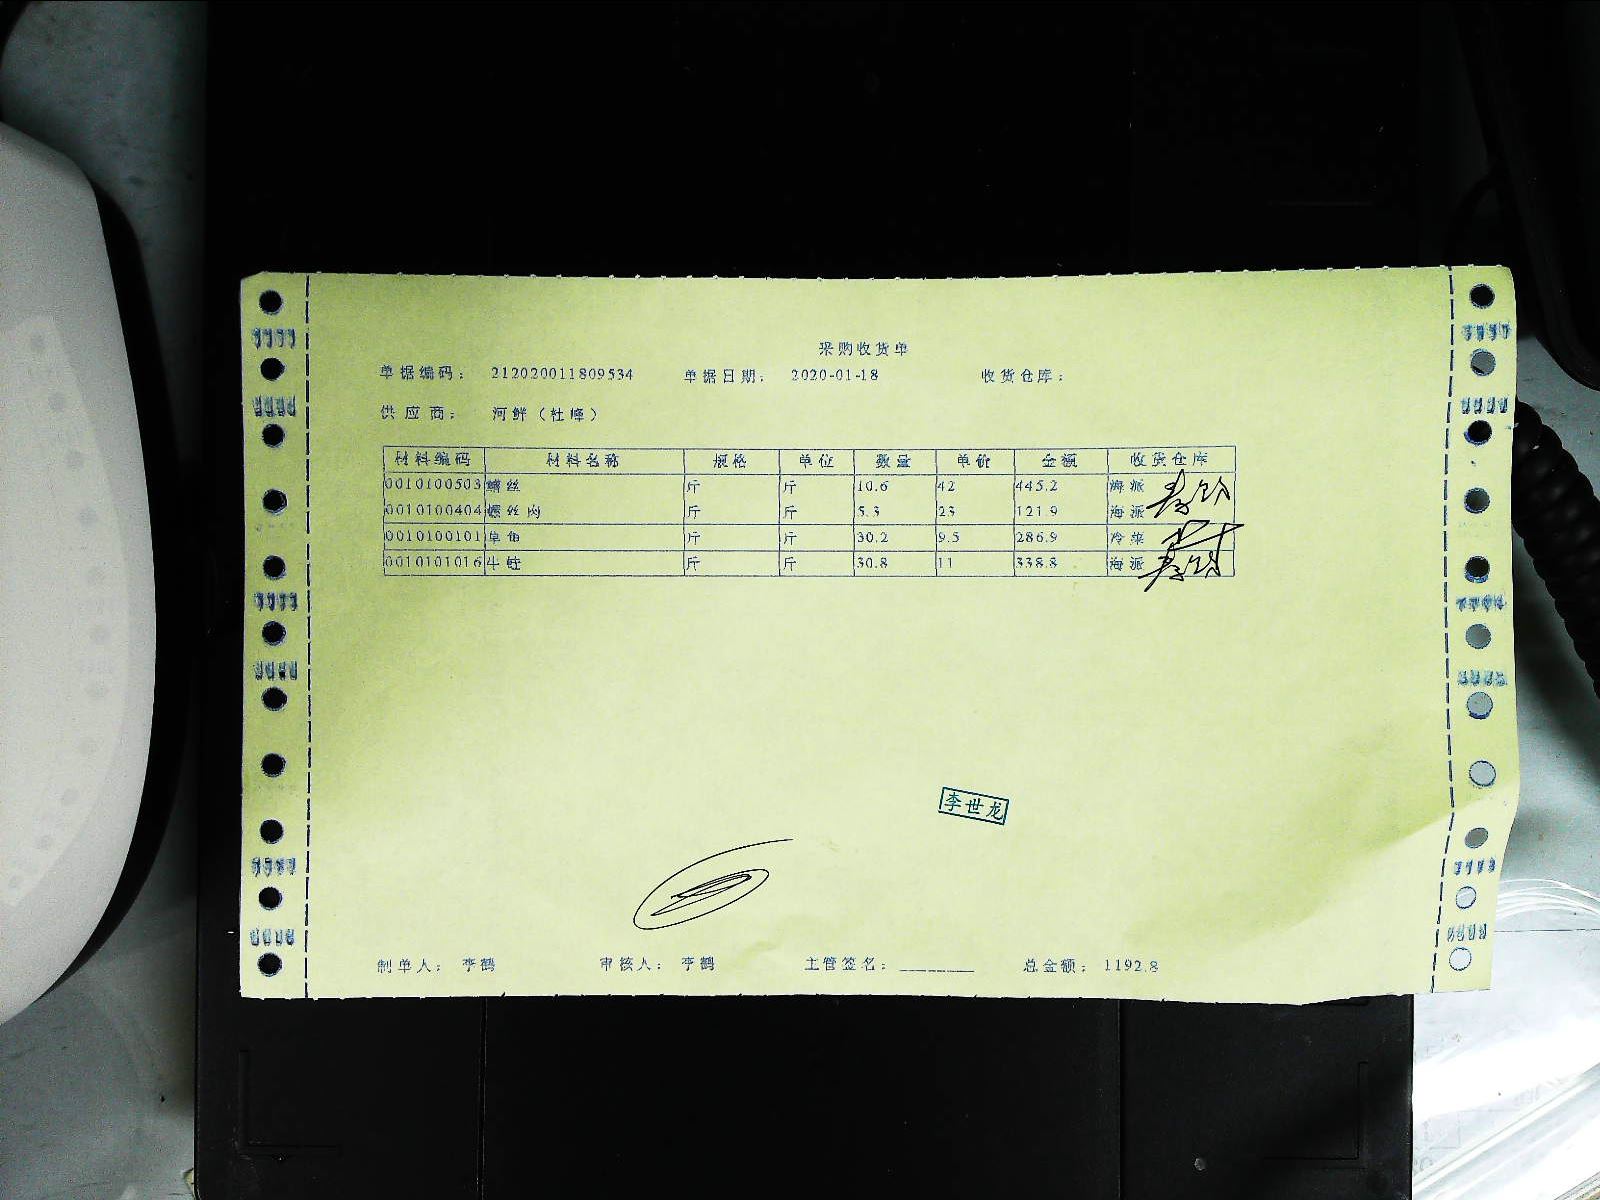 采购收货单
单据编码： 212020011809534 单据日期： 2020-01-18 收货仓库：
供应商： 河鲜（杜峰）
材料编码 材料名称 规格 单位 数量 单价 金额 收货仓库
0010100503 螺丝 斤 斤 10.6 42 445.2 海派
0010100404 螺丝肉 斤 斤 5.3 23 121.9 海派
0010100101 草鱼 斤 斤 30.2 9.5 286.9 冷菜
0010101016 牛蛙 斤 斤 30.8 11 338.8 海派
李世龙
制单人： 李鹤 审核人： 李鹤 主管签名： 总金额： 1192.8